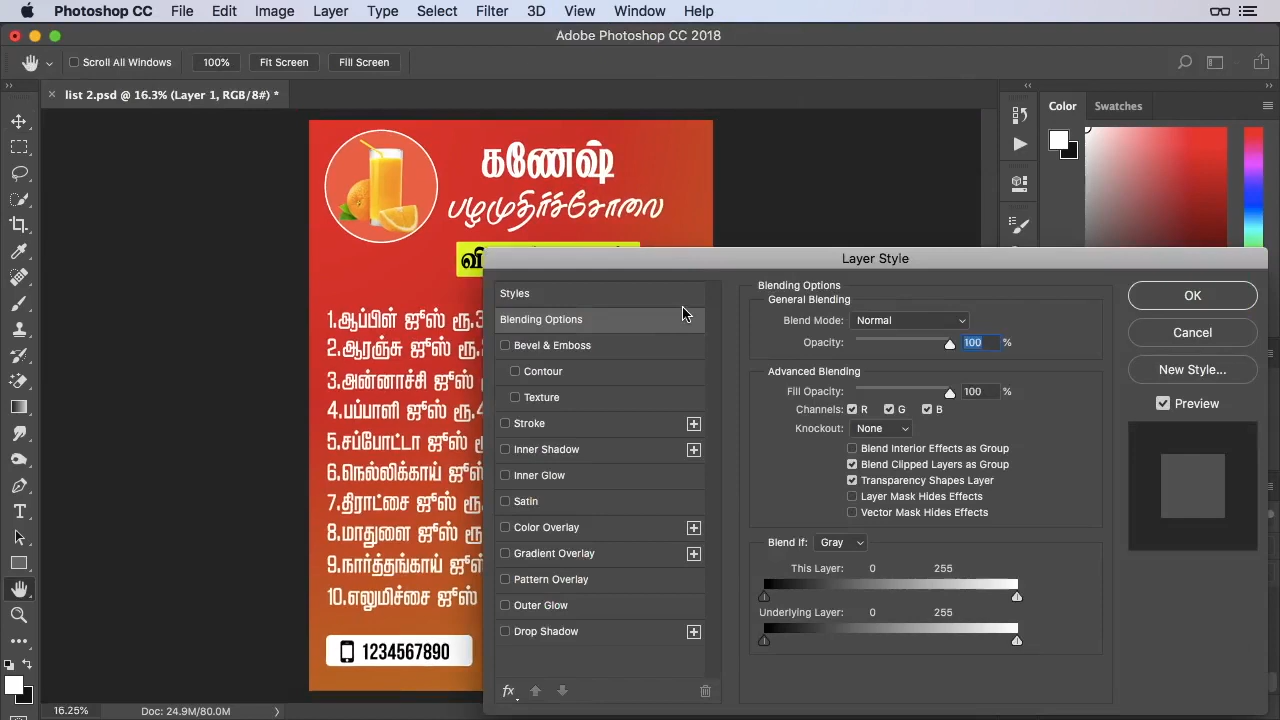 Photoshop CC File Edit Image Layer Type Select Filter 3D View Window Help
Adobe Photoshop CC 2018
Scroll All Windows 100% Fit Screen Fill Screen
list 2.psd @ 16.3% (Layer 1, RGB/8#) *
Color Swatches
கணேஷ்
பழமுதிர்ச்சோலை
1.ஆப்பிள் ஜூஸ் ரூ.
2.ஆரஞ்சு ஜூஸ் ரூ.
3.அன்னாச்சி ஜூஸ்
4.பப்பாளி ஜூஸ் ரூ.
5.சப்போட்டா ஜூஸ்
6.நெல்லிக்காய் ஜூஸ்
7.திராட்சை ஜூஸ் ரூ
8.மாதுளை ஜூஸ் ரூ
9.நார்த்தங்காய் ஜூஸ்
10.எலுமிச்சை ஜூஸ்
1234567890
Layer Style
Styles
Blending Options
Bevel & Emboss
Contour
Texture
Stroke
Inner Shadow
Inner Glow
Satin
Color Overlay
Gradient Overlay
Pattern Overlay
Outer Glow
Drop Shadow
fx
Blending Options
General Blending
Blend Mode: Normal
Opacity: 100 %
Advanced Blending
Fill Opacity: 100 %
Channels: R G B
Knockout: None
Blend Interior Effects as Group
Blend Clipped Layers as Group
Transparency Shapes Layer
Layer Mask Hides Effects
Vector Mask Hides Effects
Blend If: Gray
This Layer: 0 255
Underlying Layer: 0 255
OK
Cancel
New Style...
Preview
16.25% Doc: 24.9M/80.0M